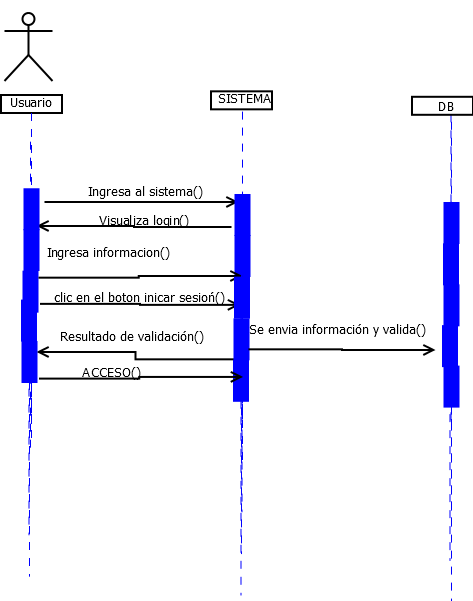 Usuario
SISTEMA
DB
Ingresa al sistema()
Visualiza login()
Ingresa informacion()
clic en el boton inicar sesioń()
Se envia información y valida()
Resultado de validación()
ACCESO()